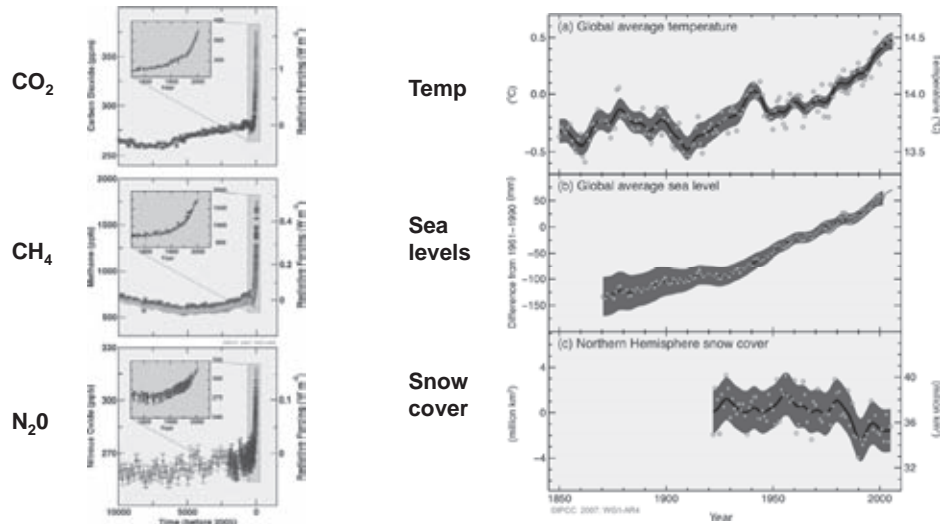 CO2
CH4
N20
Carbon Dioxide (ppm)
350
300
250
1
0
Radiative Forcing (W m-2)
Methane (ppb)
2000
1500
1000
500
0.4
0.2
0
Nitrous Oxide (ppb)
330
300
270
0.1
0
10000
5000
0
Time (before 2005)
Temp
Sea
levels
Snow
cover
(a) Global average temperature
0.5
0.0
−0.5
(°C)
14.5
14.0
13.5
Temperature (°C)
(b) Global average sea level
50
0
−50
−100
−150
Difference from 1961–1990
(mm)
(c) Northern Hemisphere snow cover
4
0
−4
(million km2)
40
36
32
(million km2)
1850
1900
1950
2000
Year
©IPCC 2007: WG1-AR4